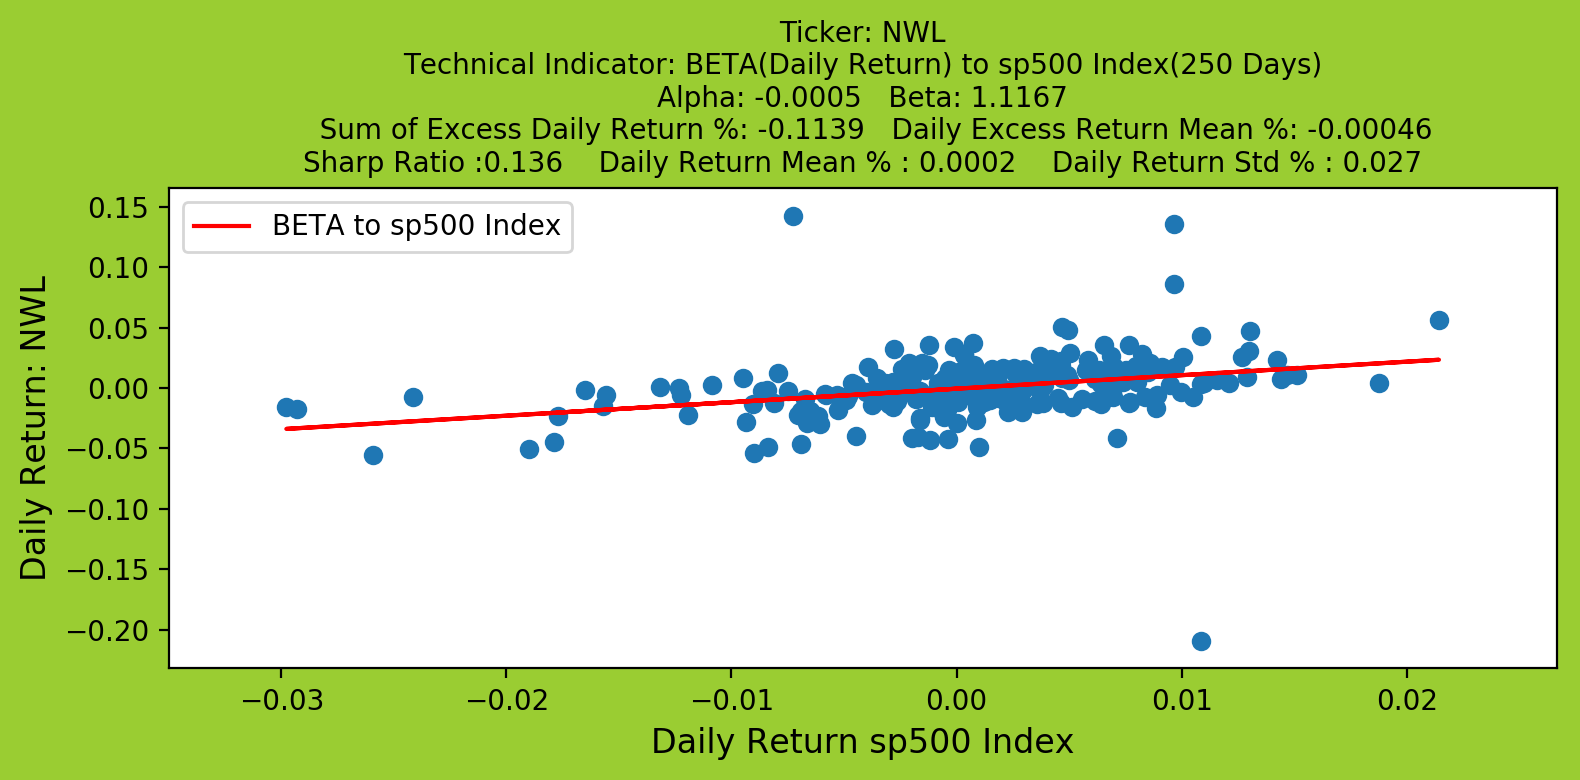 Ticker: NWL
Technical Indicator: BETA(Daily Return) to sp500 Index(250 Days)
Alpha: -0.0005   Beta: 1.1167
Sum of Excess Daily Return %: -0.1139   Daily Excess Return Mean %: -0.00046
Sharp Ratio :0.136    Daily Return Mean % : 0.0002    Daily Return Std % : 0.027
BETA to sp500 Index
Daily Return: NWL
0.15
0.10
0.05
0.00
−0.05
−0.10
−0.15
−0.20
−0.03 −0.02 −0.01 0.00 0.01 0.02
Daily Return sp500 Index